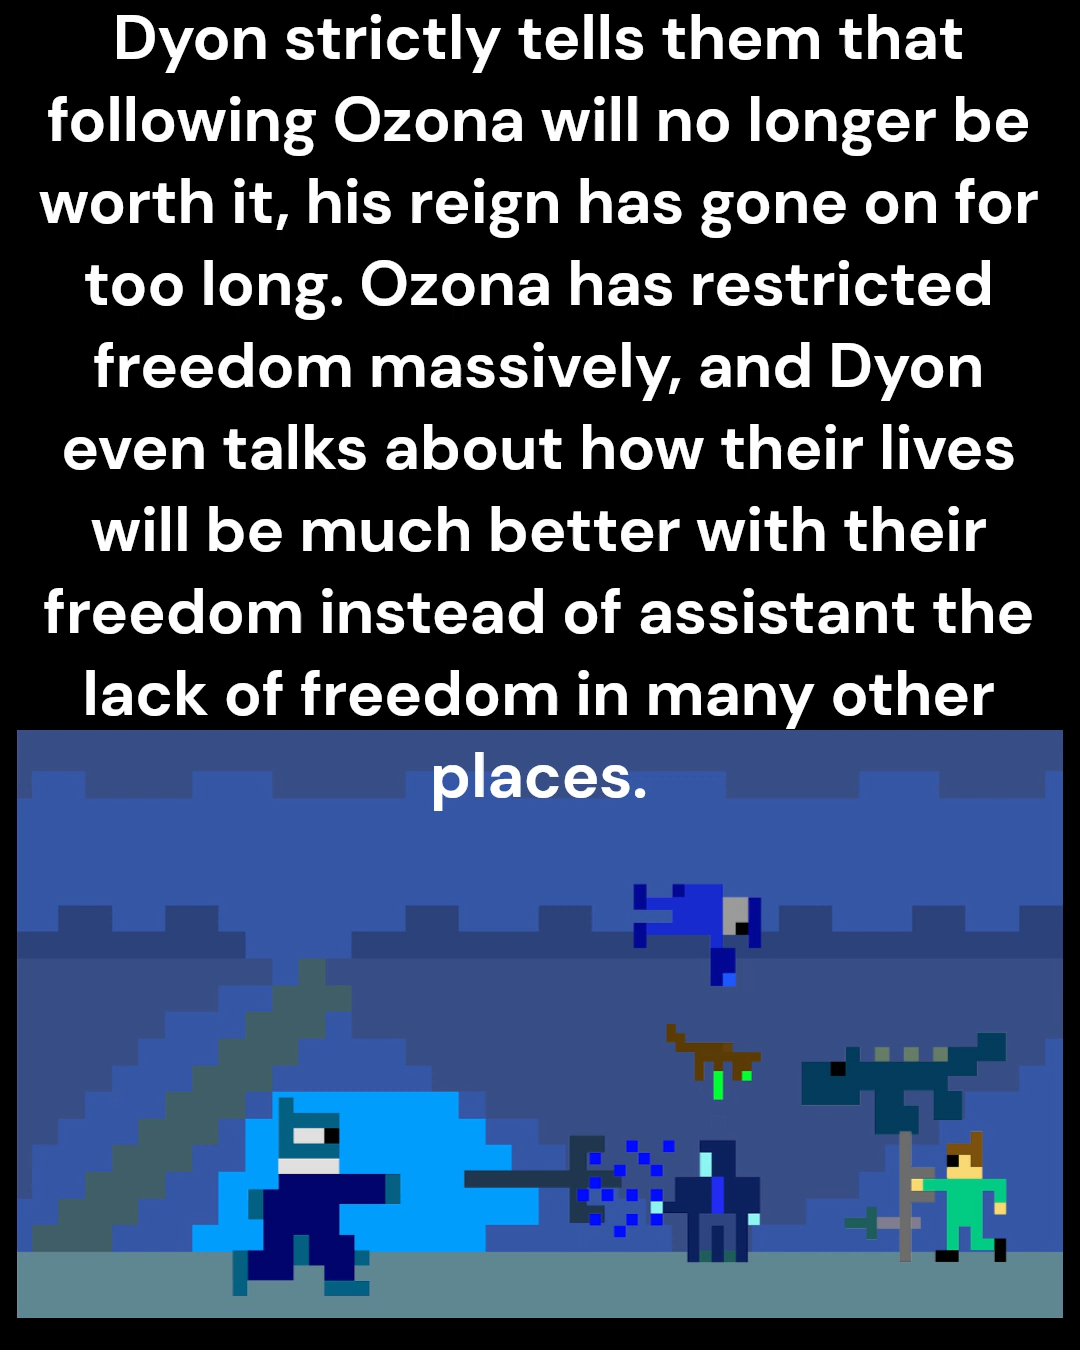 Dyon strictly tells them that
following Ozona will no longer be
worth it, his reign has gone on for
too long. Ozona has restricted
freedom massively, and Dyon
even talks about how their lives
will be much better with their
freedom instead of assistant the
lack of freedom in many other
places.